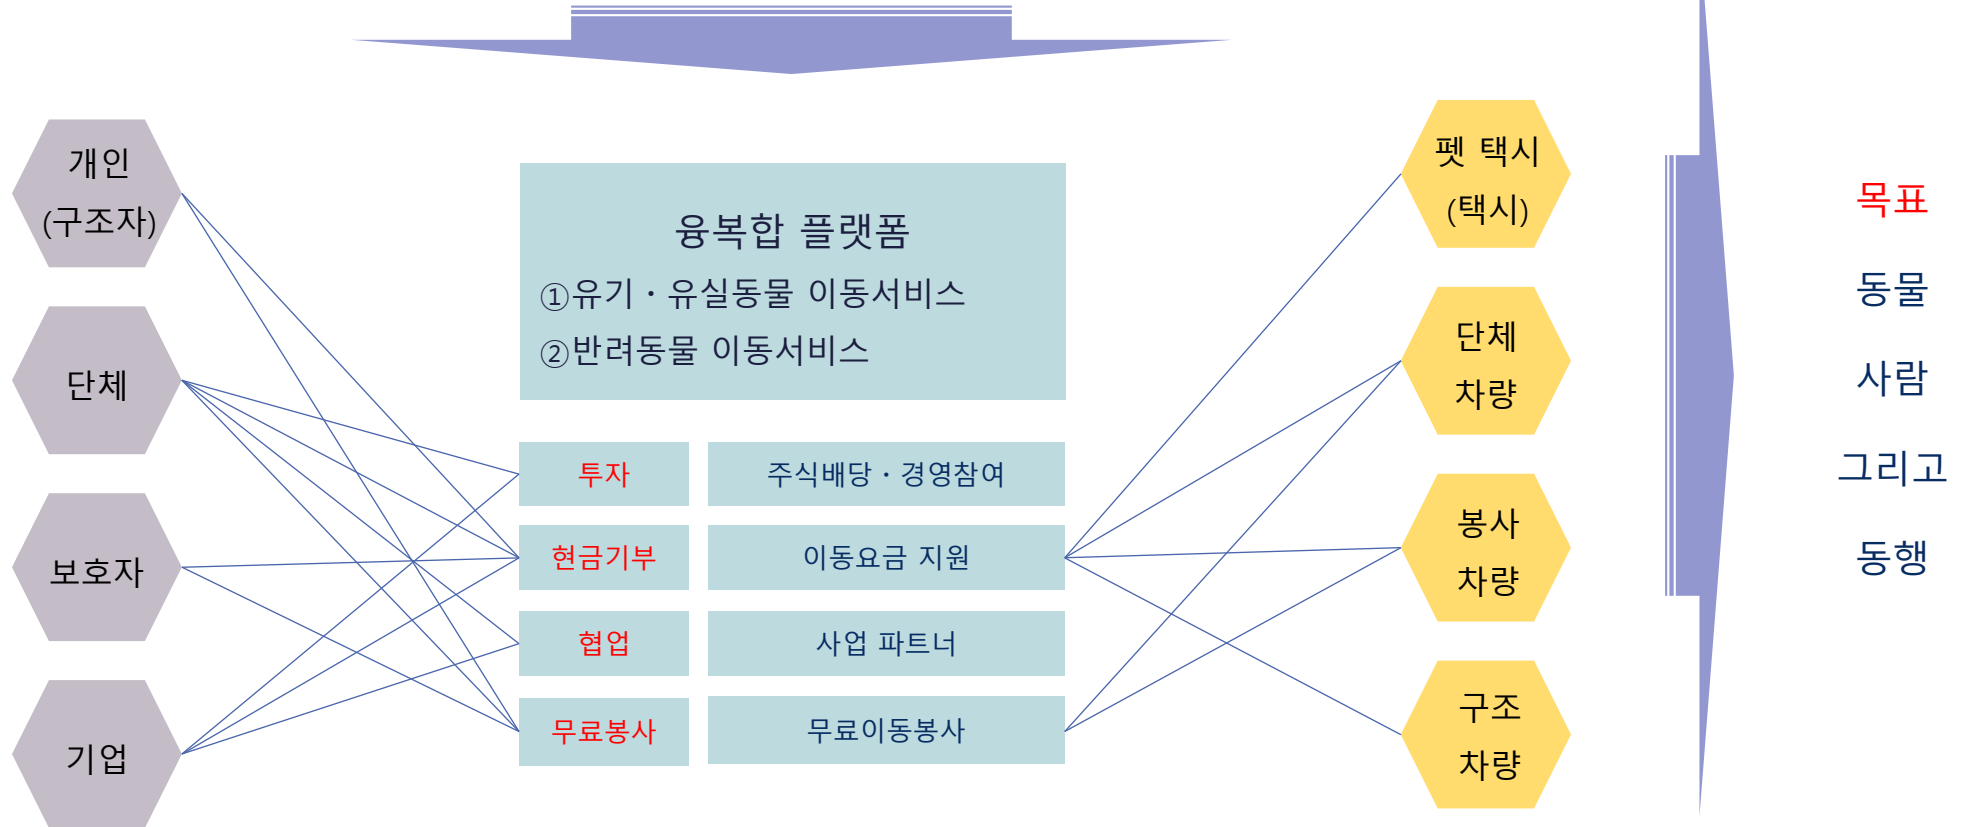 개인
(구조자)
단체
보호자
기업
융복합 플랫폼
①유기·유실동물 이동서비스
②반려동물 이동서비스
투자
주식배당·경영참여
현금기부
이동요금 지원
협업
사업 파트너
무료봉사
무료이동봉사
펫 택시
(택시)
단체
차량
봉사
차량
구조
차량
목표
동물
사람
그리고
동행